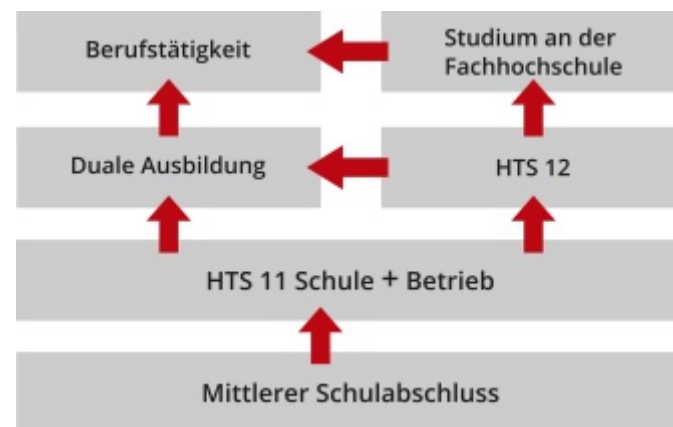 Berufstätigkeit
Studium an der
Fachhochschule
Duale Ausbildung
HTS 12
HTS 11 Schule + Betrieb
Mittlerer Schulabschluss